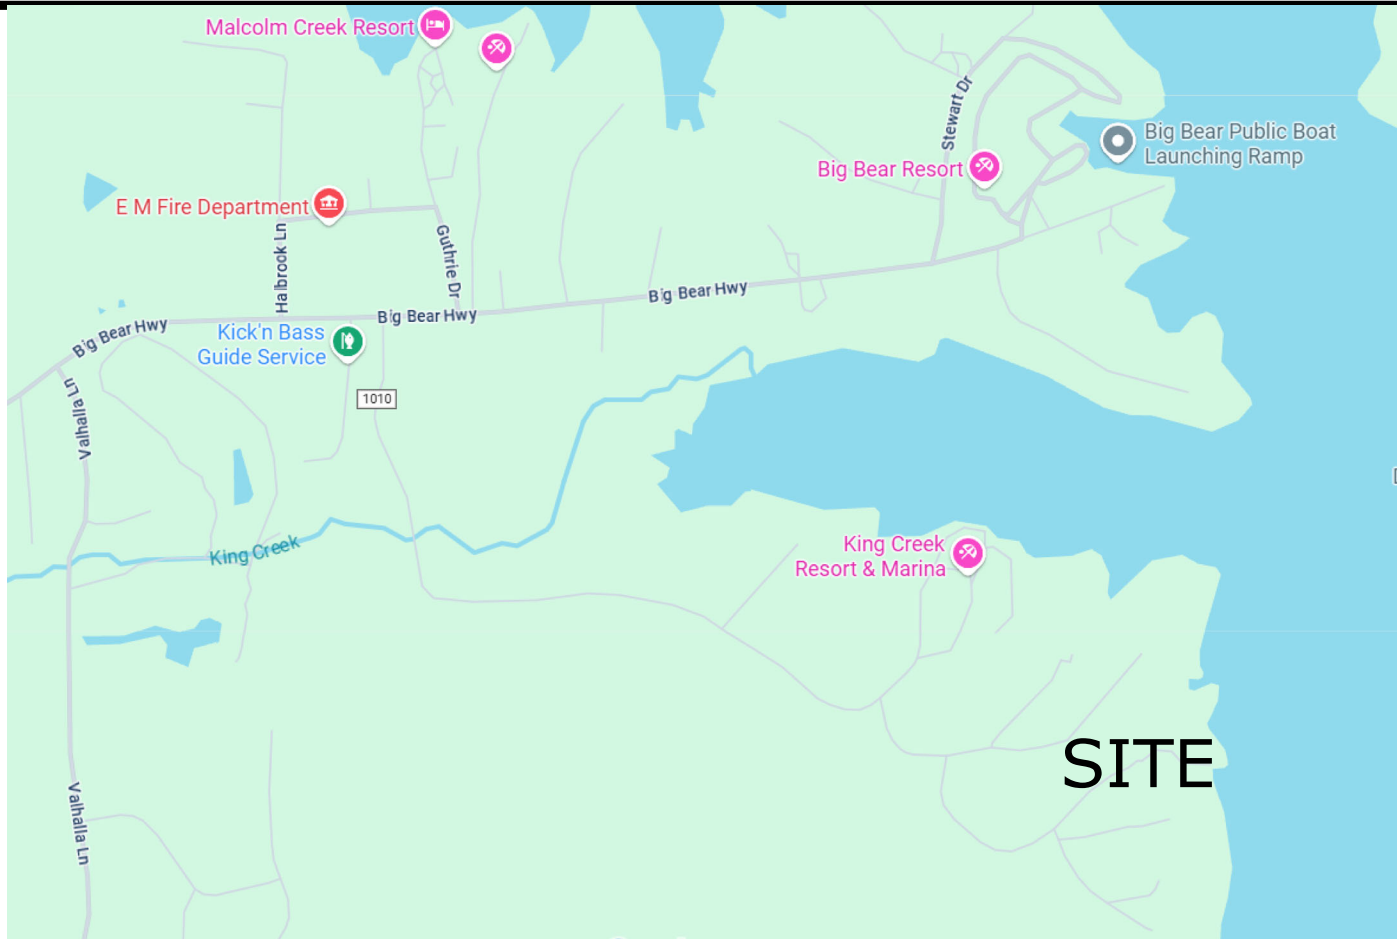 Malcolm Creek Resort
Stewart Dr
Big Bear Public Boat
Launching Ramp
Big Bear Resort
E M Fire Department
Halbrook Ln
Guthrie Dr
Big Bear Hwy
Big Bear Hwy
Big Bear Hwy
Kick'n Bass
Guide Service
Valhalla Ln
1010
King Creek
King Creek
Resort & Marina
SITE
Valhalla Ln